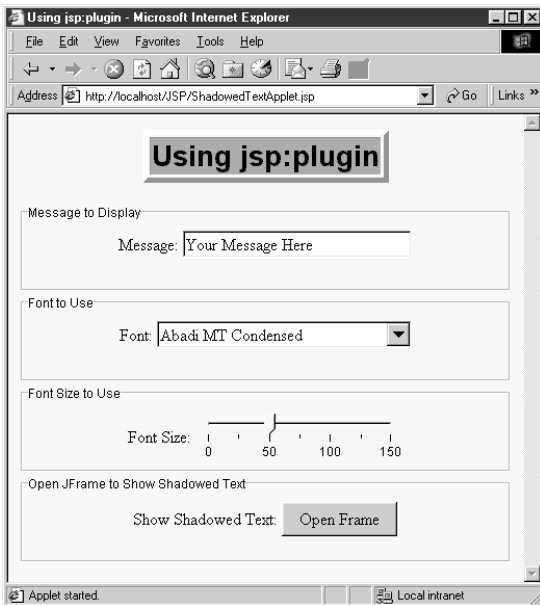 Using jsp:plugin - Microsoft Internet Explorer
File Edit View Favorites Tools Help
Address http://localhost/JSP/ShadowedTextApplet.jsp Go Links »
Using jsp:plugin
Message to Display
Message: Your Message Here
Font to Use
Font: Abadi MT Condensed
Font Size to Use
Font Size:
0 50 100 150
Open JFrame to Show Shadowed Text
Show Shadowed Text: Open Frame
Applet started. Local intranet